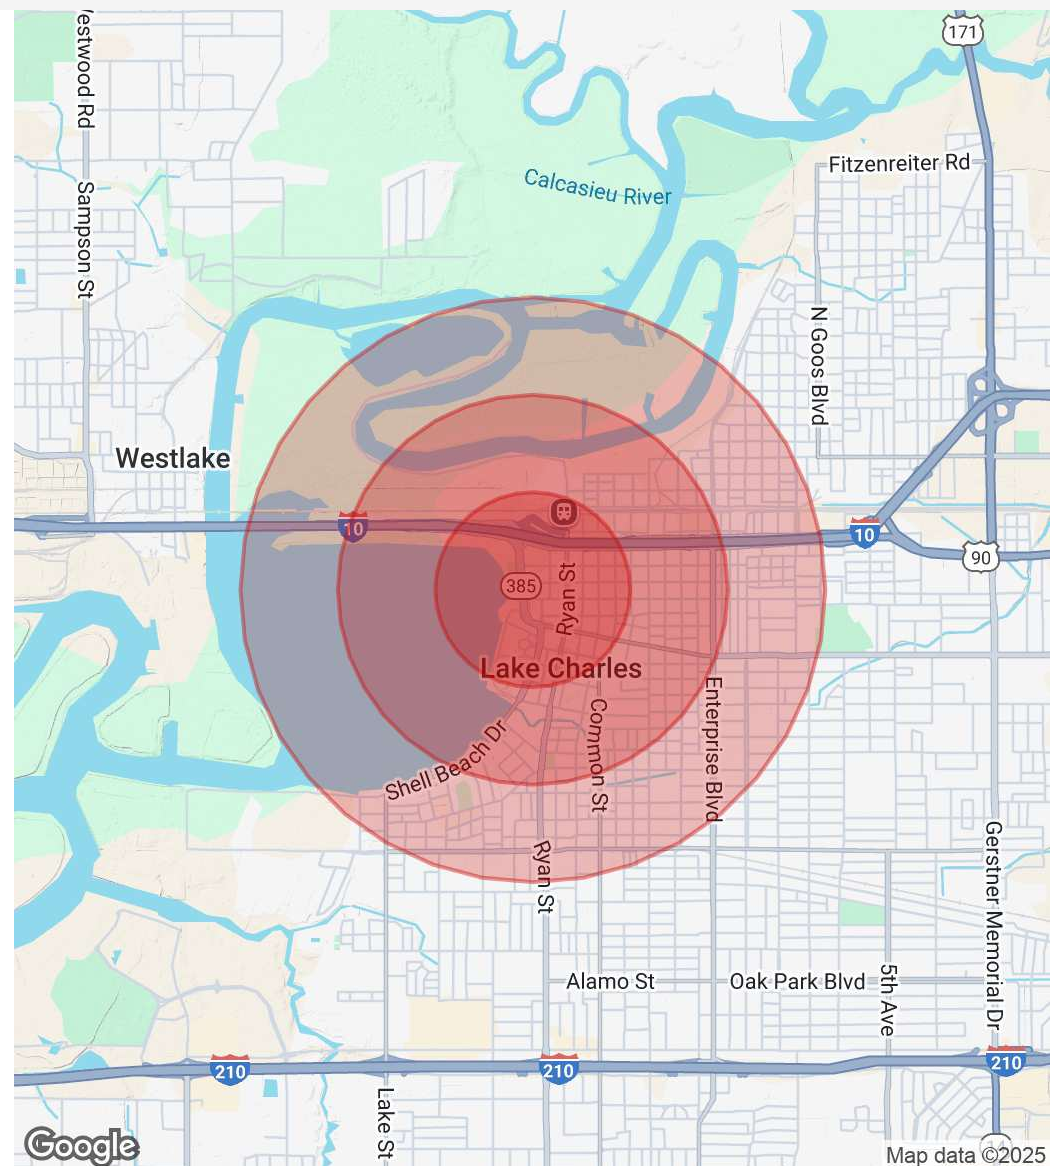 171
estwood Rd
Fitzenreiter Rd
Calcasieu River
Sampson St
N Goos Blvd
Westlake
10
10
90
385
Ryan St
Lake Charles
Enterprise Blvd
Common St
Shell Beach Dr
Ryan St
Gerstner Memorial Dr
Alamo St
Oak Park Blvd
5th Ave
210
210
210
Lake St
Google
Map data ©2025